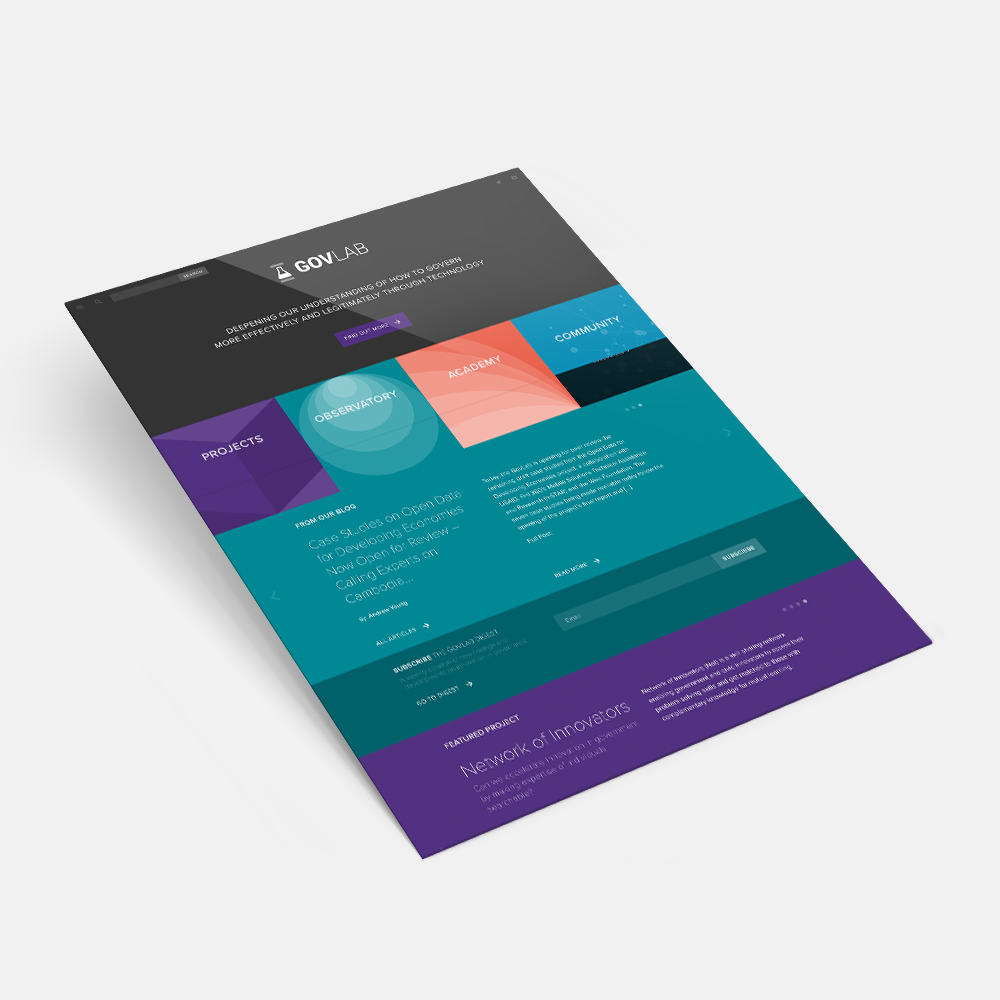 SEARCH
GOVLAB
DEEPENING OUR UNDERSTANDING OF HOW TO GOVERN
MORE EFFECTIVELY AND LEGITIMATELY THROUGH TECHNOLOGY
FIND OUT MORE
PROJECTS
OBSERVATORY
ACADEMY
COMMUNITY
FROM OUR BLOG
Case Studies on Open Data
for Developing Economies
Now Open for Review –
Calling Experts on
Cambodia...
By Andrew Young
ALL ARTICLES
Today the GovLab is opening for peer review the
remaining draft case studies from the Open Data for
Developing Economies project, a collaboration with
USAID, FHI 360's Mobile Solutions Technical Assistance
and Research (mSTAR) and the Web Foundation. The
seven case studies being made available today follow the
opening of the project's final report and [...]
Full Post:
READ MORE
SUBSCRIBE THE GOVLAB DIGEST
GO TO DIGEST
Email
SUBSCRIBE
FEATURED PROJECT
Network of Innovators
Can we accelerate innovation in government
by making expertise of individuals
searchable?
Network of Innovators (NoI) is a skill sharing network
enabling government and civic innovators to assess their
problem solving skills and get matched to those with
complementary knowledge for mutual learning.